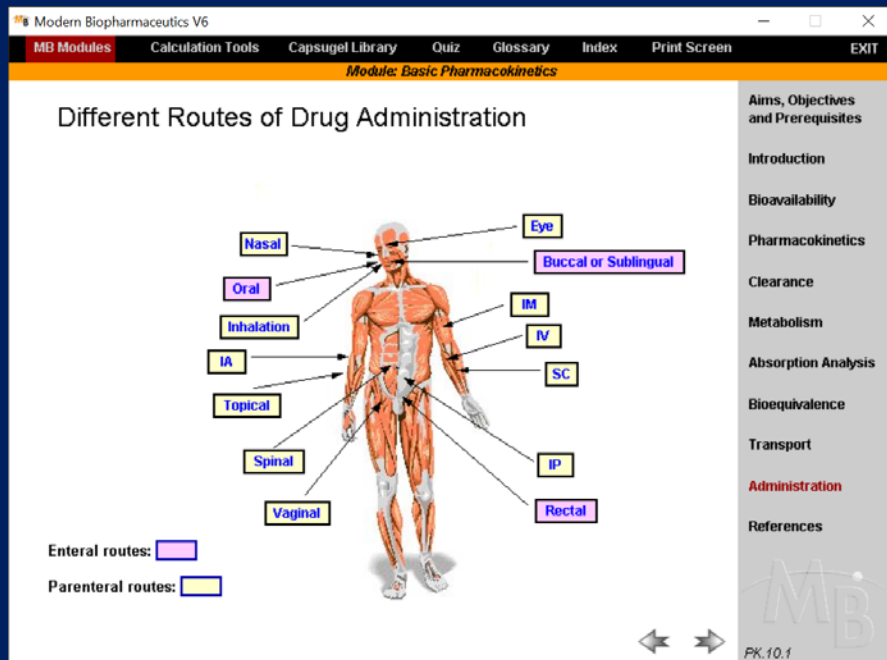 MB Modern Biopharmaceutics V6
MB Modules Calculation Tools Capsugel Library Quiz Glossary Index Print Screen EXIT
Module: Basic Pharmacokinetics
Different Routes of Drug Administration
Eye
Nasal
Buccal or Sublingual
Oral
IM
Inhalation
IV
IA
SC
Topical
Spinal
IP
Vaginal
Rectal
Enteral routes:
Parenteral routes:
Aims, Objectives
and Prerequisites
Introduction
Bioavailability
Pharmacokinetics
Clearance
Metabolism
Absorption Analysis
Bioequivalence
Transport
Administration
References
MB
PK.10.1